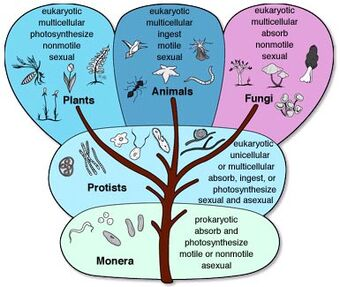 eukaryotic
multicellular
photosynthesize
nonmotile
sexual
Plants
eukaryotic
multicellular
ingest
motile
sexual
Animals
eukaryotic
multicellular
absorb
nonmotile
sexual
Fungi
eukaryotic
unicellular
or multicellular
absorb, ingest, or
photosynthesize
sexual and asexual
Protists
prokaryotic
absorb and
photosynthesize
motile or nonmotile
asexual
Monera